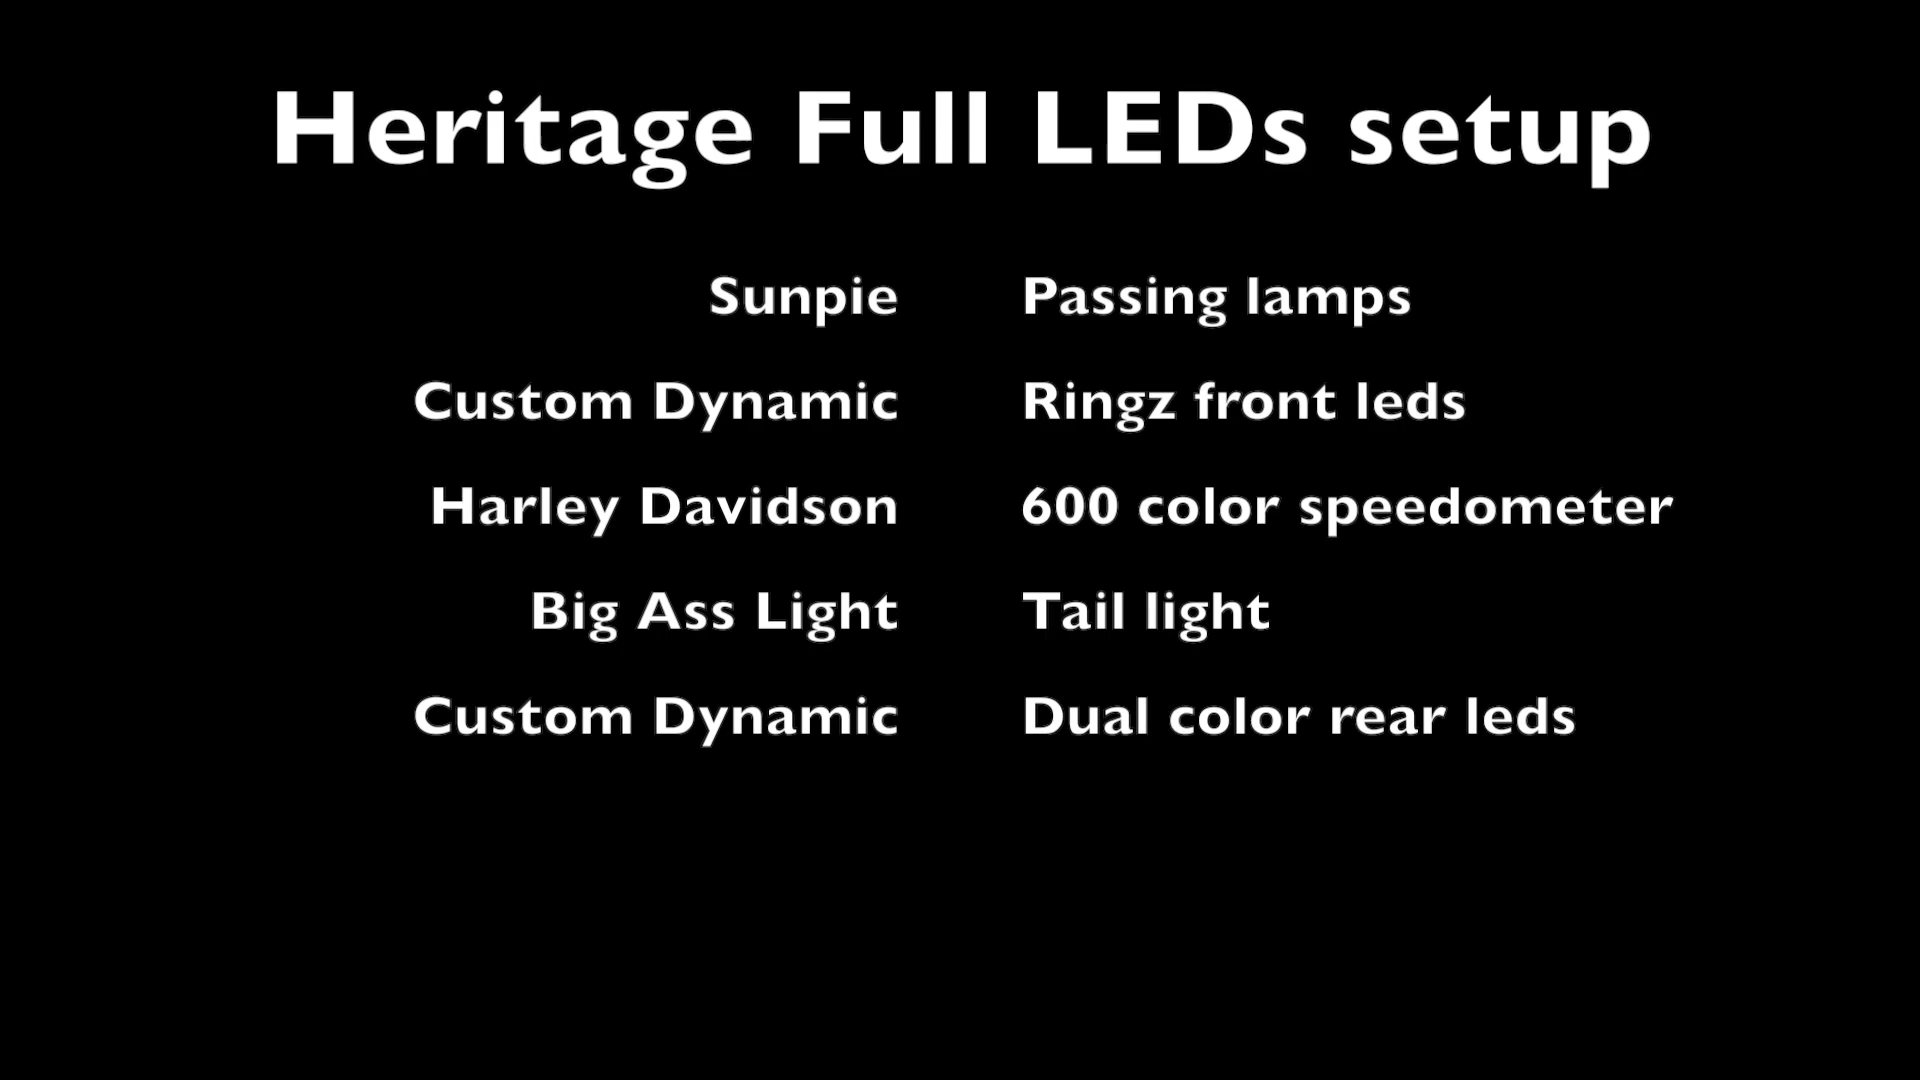 Heritage Full LEDs setup
Sunpie Passing lamps
Custom Dynamic Ringz front leds
Harley Davidson 600 color speedometer
Big Ass Light Tail light
Custom Dynamic Dual color rear leds